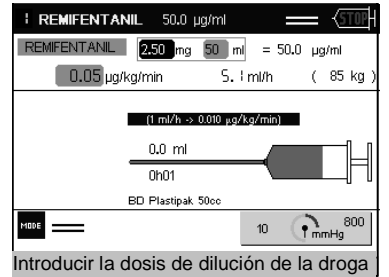 REMIFENTANIL 50.0 µg/ml STOP
REMIFENTANIL 2.50 mg 50 ml = 50.0 µg/ml
0.05 µg/kg/min 5.1 ml/h ( 85 kg )
(1 ml/h -> 0.010 µg/kg/min)
0.0 ml
0h01
BD Plastipak 50cc
MODE 10 800
mmHg
Introducir la dosis de dilución de la droga